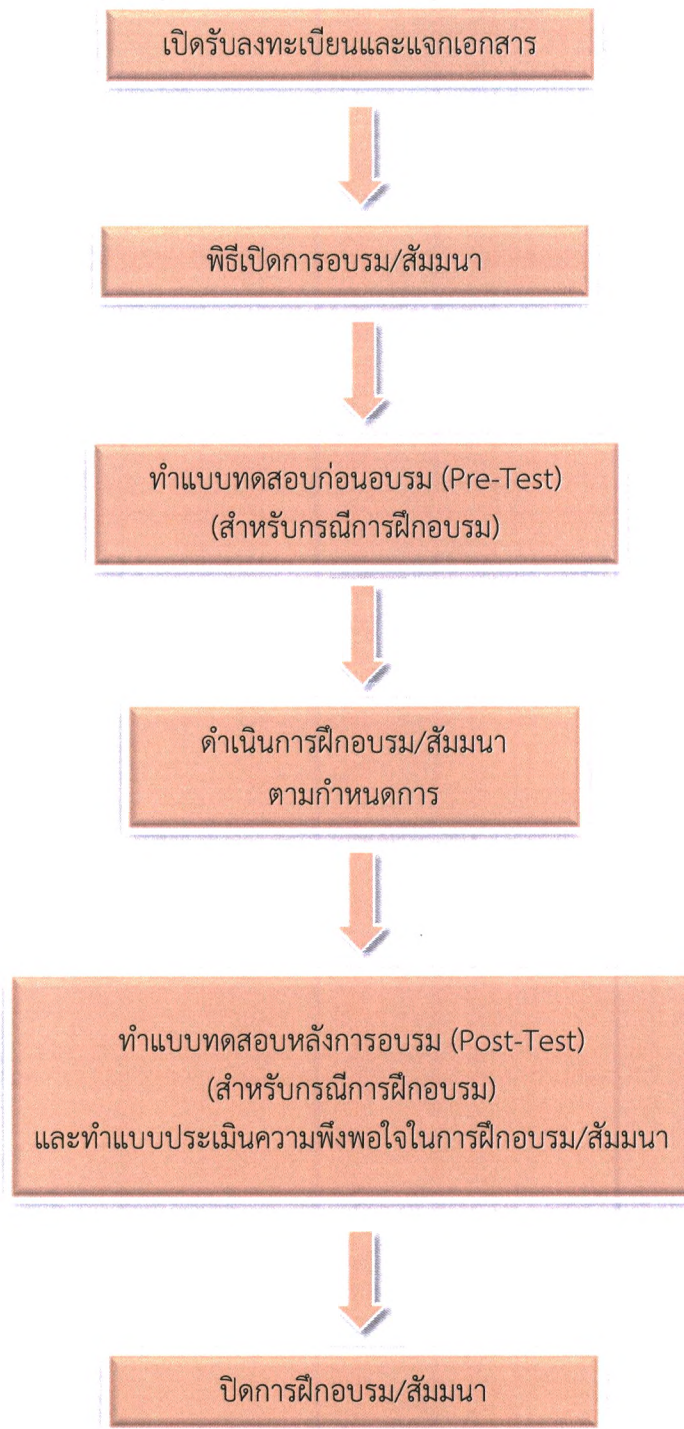 เปิดรับลงทะเบียนและแจกเอกสาร
พิธีเปิดการอบรม/สัมมนา
ทำแบบทดสอบก่อนอบรม (Pre-Test)
(สำหรับกรณีการฝึกอบรม)
ดำเนินการฝึกอบรม/สัมมนา
ตามกำหนดการ
ทำแบบทดสอบหลังการอบรม (Post-Test)
(สำหรับกรณีการฝึกอบรม)
และทำแบบประเมินความพึงพอใจในการฝึกอบรม/สัมมนา
ปิดการฝึกอบรม/สัมมนา